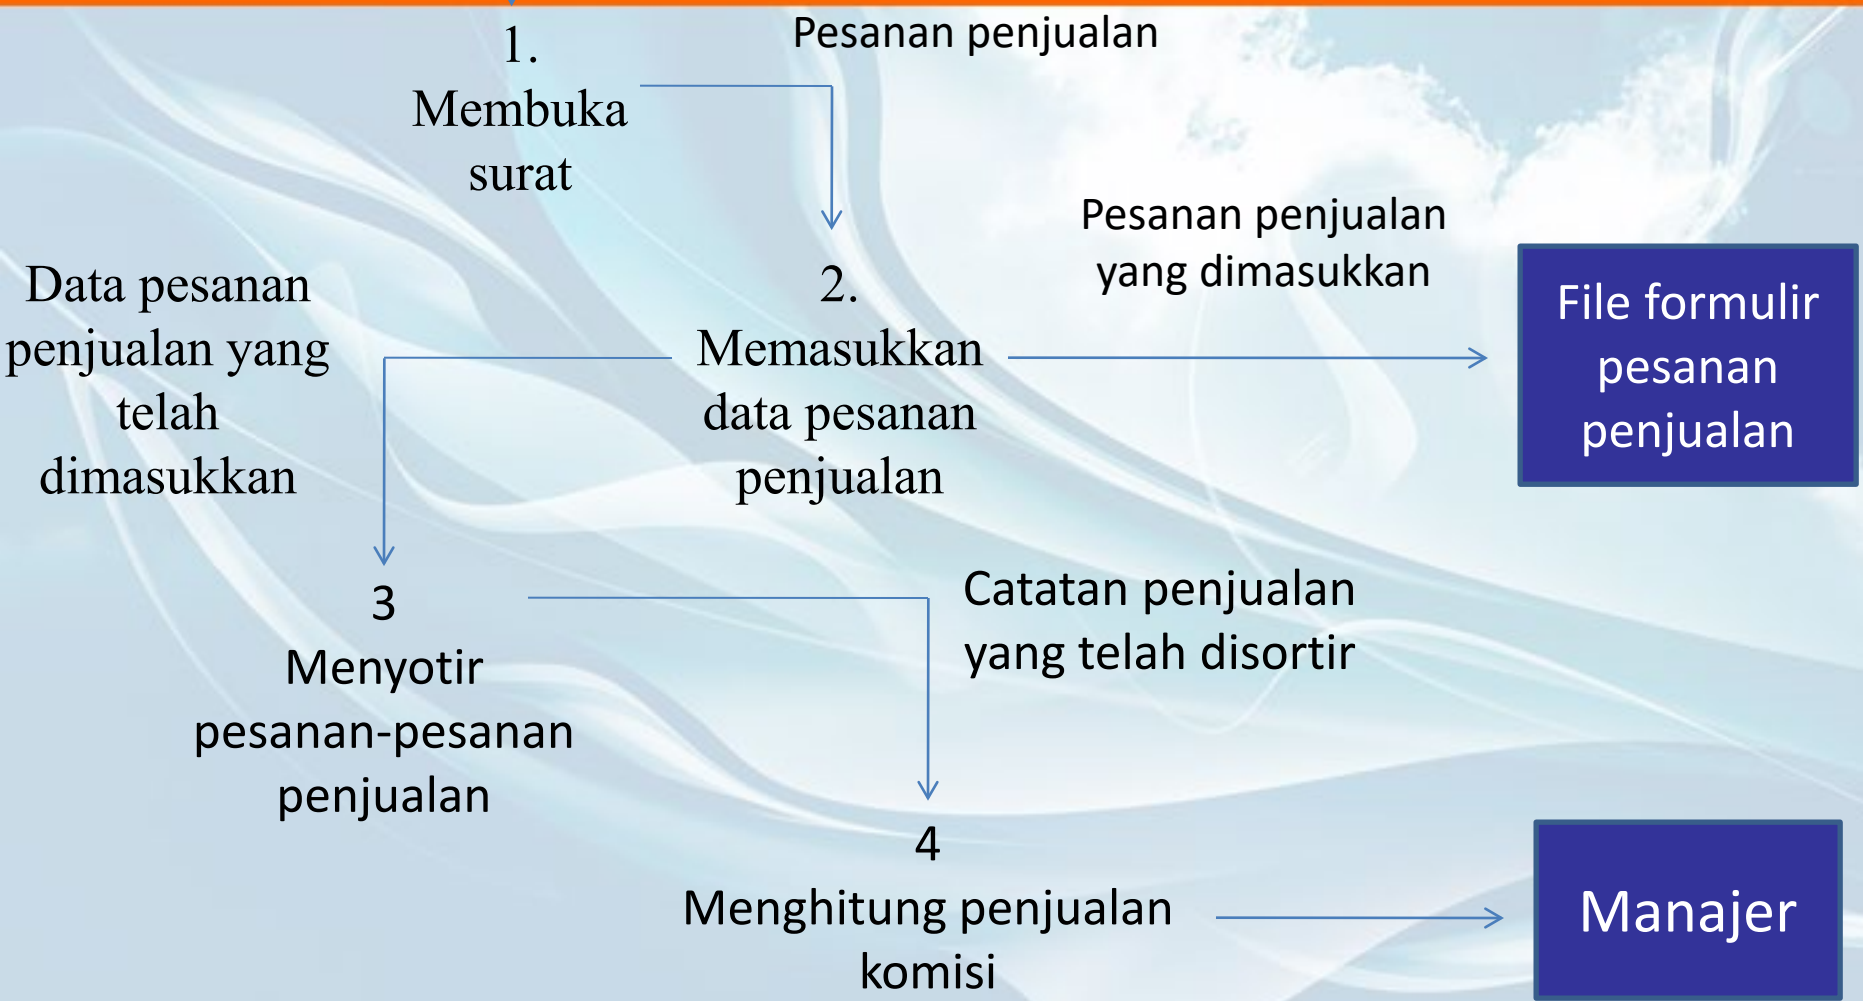 Pesanan penjualan
1.
Membuka
surat
Pesanan penjualan
yang dimasukkan
Data pesanan
penjualan yang
telah
dimasukkan
2.
Memasukkan
data pesanan
penjualan
File formulir
pesanan
penjualan
3
Menyotir
pesanan-pesanan
penjualan
Catatan penjualan
yang telah disortir
4
Menghitung penjualan
komisi
Manajer